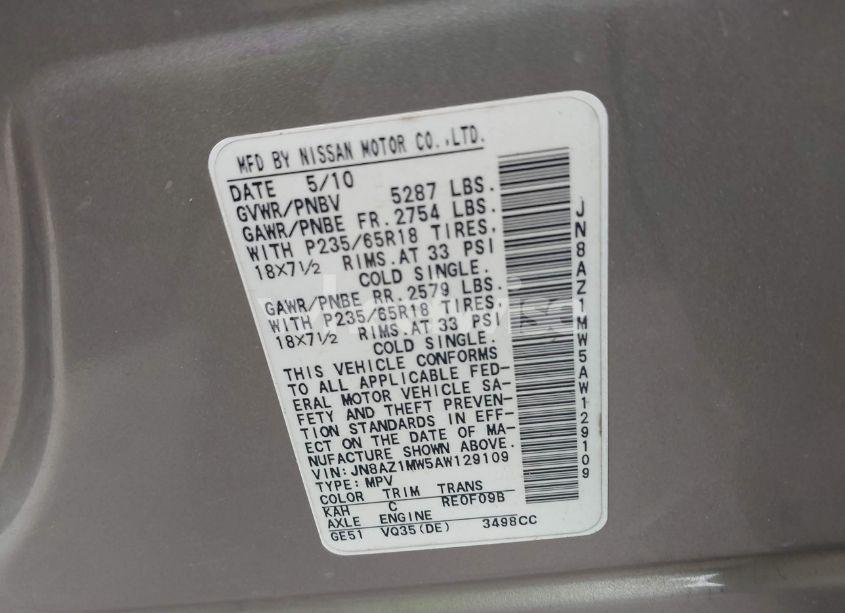 MFD BY NISSAN MOTOR CO.,LTD.
DATE 5/10
GVWR/PNBV 5287 LBS.
GAWR/PNBE FR. 2754 LBS.
WITH P235/65R18 TIRES,
18X7½ RIMS.AT 33 PSI
COLD SINGLE.
GAWR/PNBE RR. 2579 LBS.
WITH P235/65R18 TIRES,
18X7½ RIMS.AT 33 PSI
COLD SINGLE.
THIS VEHICLE CONFORMS
TO ALL APPLICABLE FED-
ERAL MOTOR VEHICLE SA-
FETY AND THEFT PREVEN-
TION STANDARDS IN EFF-
ECT ON THE DATE OF MA-
NUFACTURE SHOWN ABOVE.
VIN: JN8AZ1MW5AW129109
TYPE: MPV
COLOR TRIM TRANS
KAH C RE0F09B
AXLE ENGINE
GE51 VQ35(DE) 3498CC
JN8AZ1MW5AW129109